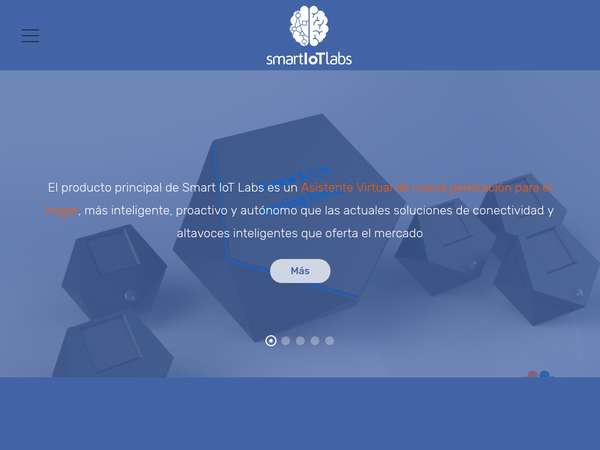 smartIoTlabs
El producto principal de Smart IoT Labs es un Asistente Virtual de nueva generación para el
hogar, más inteligente, proactivo y autónomo que las actuales soluciones de conectividad y
altavoces inteligentes que oferta el mercado
Más